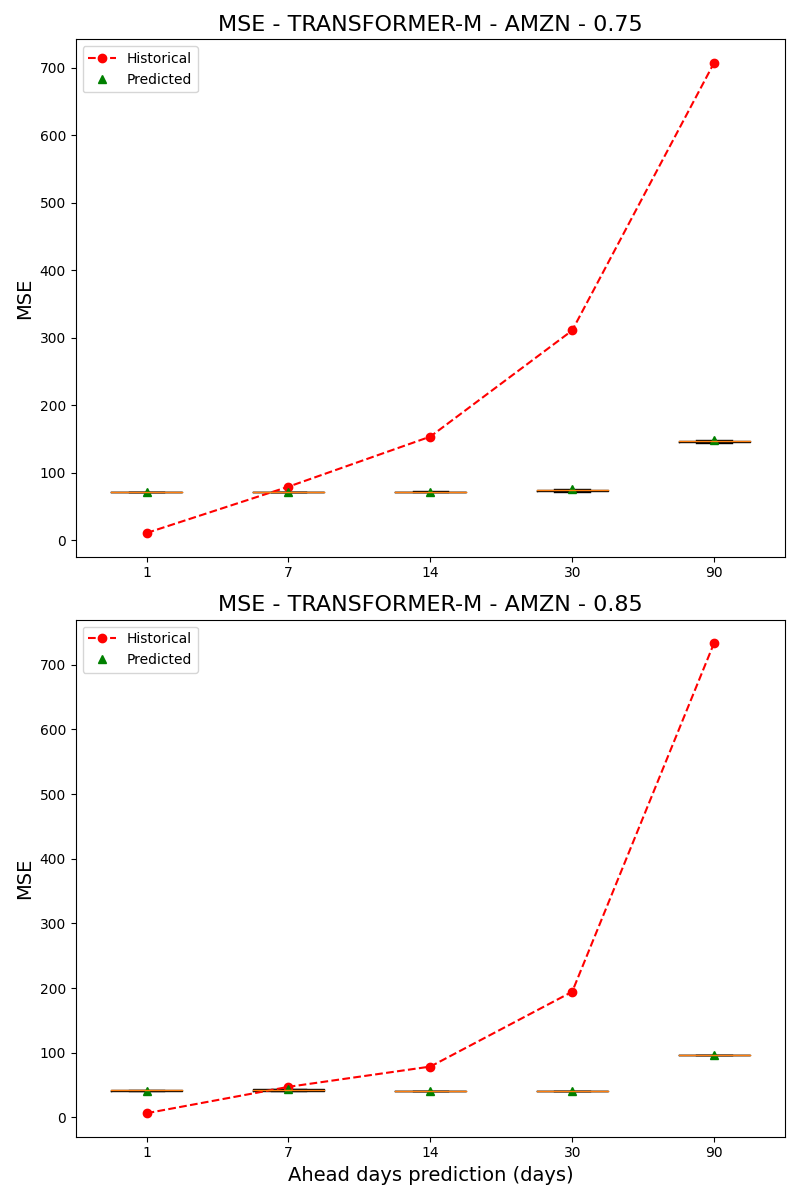 MSE - TRANSFORMER-M - AMZN - 0.75
Historical
Predicted
700
600
500
400
300
200
100
0
MSE
1 7 14 30 90
MSE - TRANSFORMER-M - AMZN - 0.85
Historical
Predicted
700
600
500
400
300
200
100
0
MSE
1 7 14 30 90
Ahead days prediction (days)